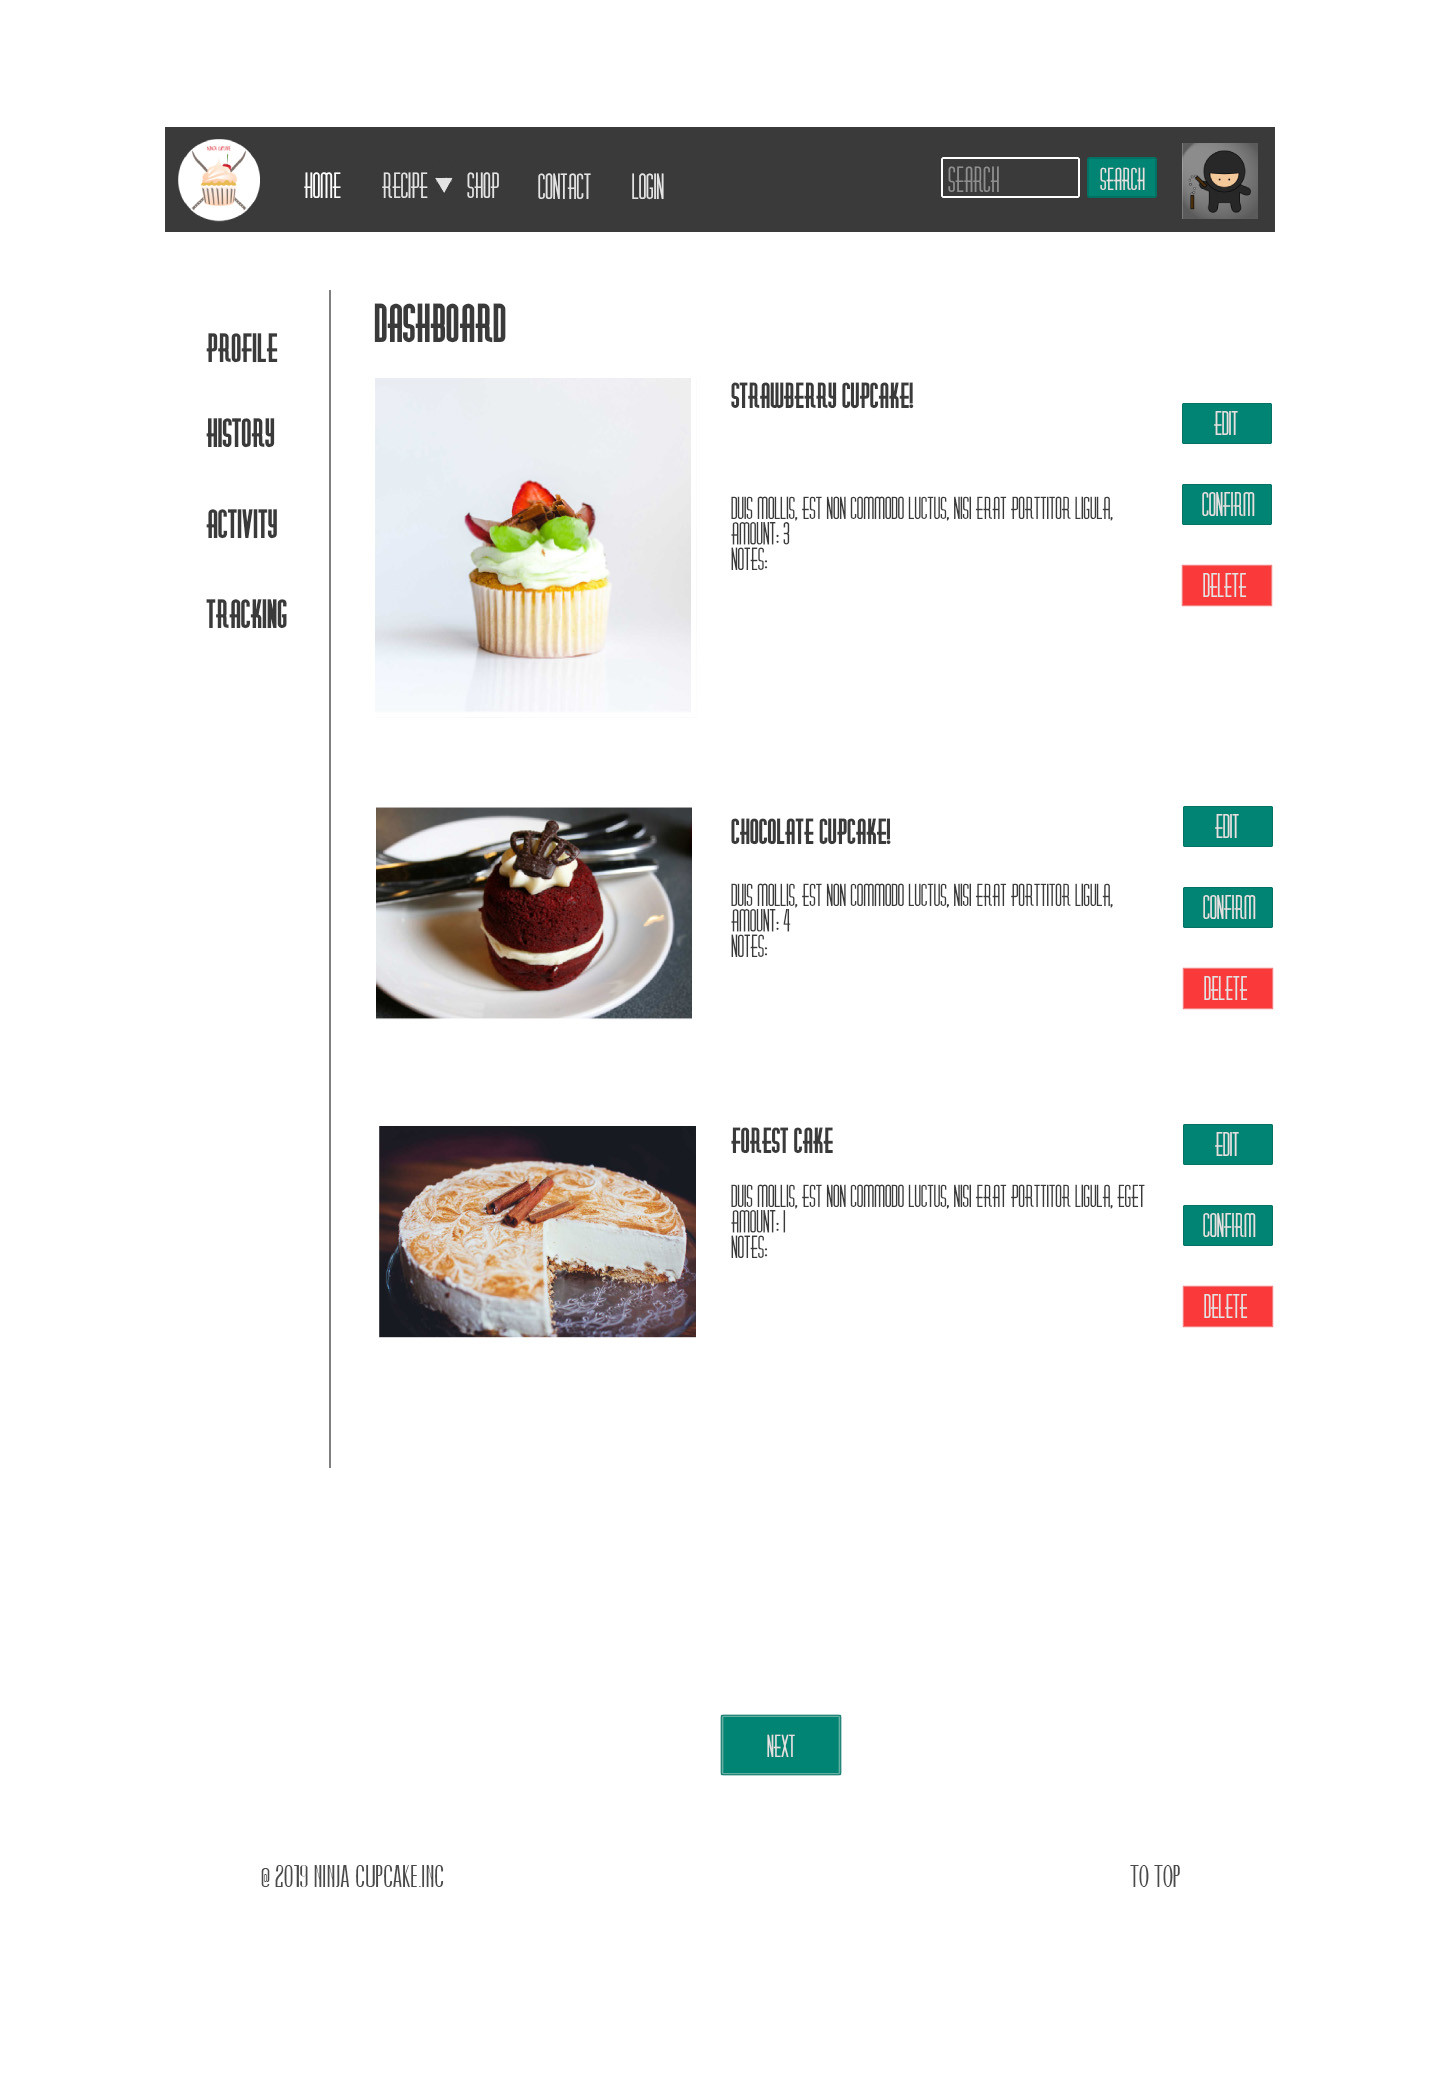 NINJA CUPCAKE
HOME RECIPE SHOP CONTACT LOGIN SEARCH SEARCH
DASHBOARD
PROFILE
HISTORY
ACTIVITY
TRACKING
STRAWBERRY CUPCAKE!
DUIS MOLLIS, EST NON COMMODO LUCTUS, NISI ERAT PORTTITOR LIGULA,
AMOUNT: 3
NOTES:
EDIT
CONFIRM
DELETE
CHOCOLATE CUPCAKE!
DUIS MOLLIS, EST NON COMMODO LUCTUS, NISI ERAT PORTTITOR LIGULA,
AMOUNT: 4
NOTES:
EDIT
CONFIRM
DELETE
FOREST CAKE
DUIS MOLLIS, EST NON COMMODO LUCTUS, NISI ERAT PORTTITOR LIGULA, EGET
AMOUNT: 1
NOTES:
EDIT
CONFIRM
DELETE
NEXT
@ 2019 NINJA CUPCAKE.INC
TO TOP